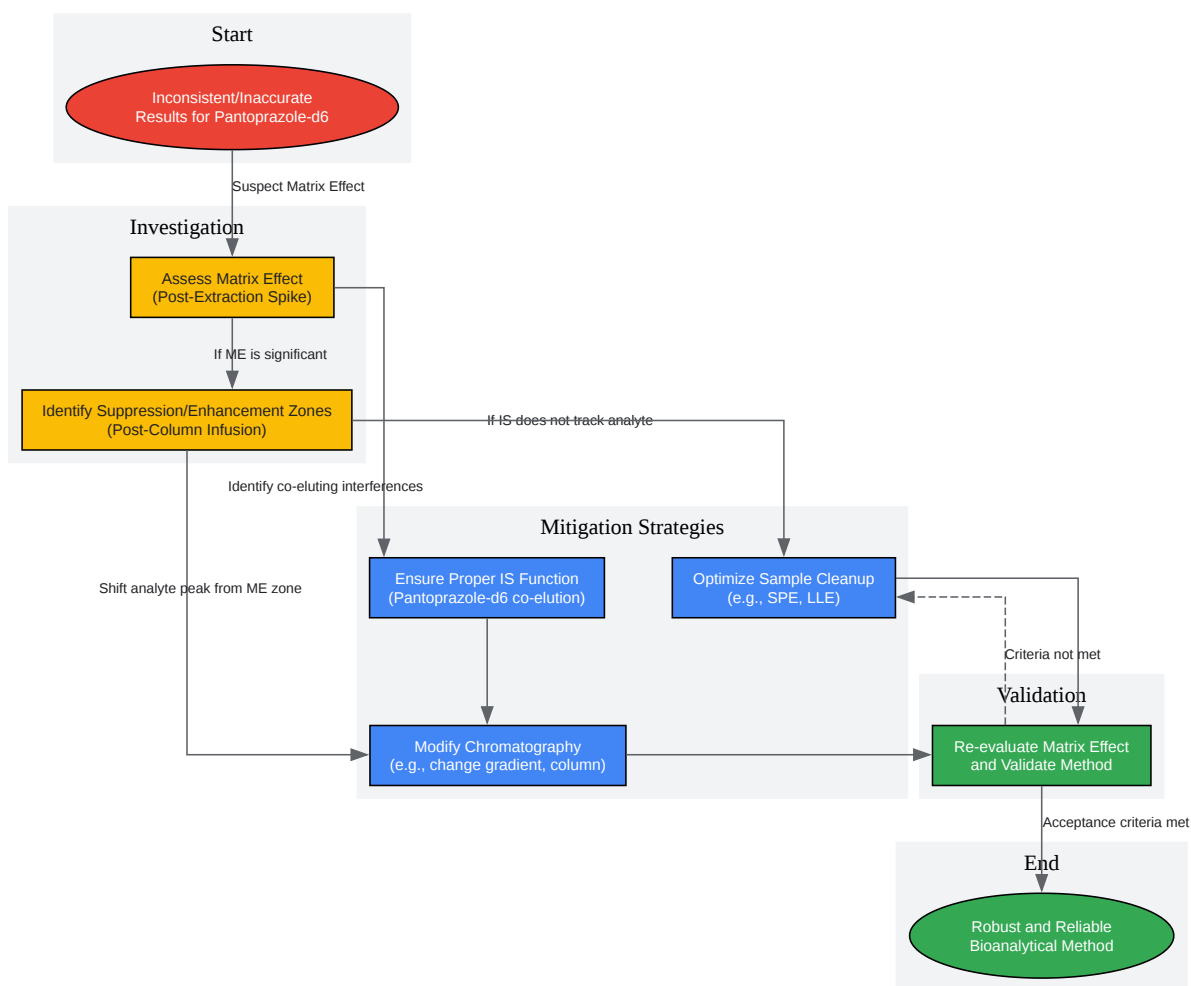 Start
Inconsistent/Inaccurate
Results for Pantoprazole-d6
Suspect Matrix Effect
Investigation
Assess Matrix Effect
(Post-Extraction Spike)
If ME is significant
Identify Suppression/Enhancement Zones
(Post-Column Infusion)
If IS does not track analyte
Identify co-eluting interferences
Mitigation Strategies
Ensure Proper IS Function
(Pantoprazole-d6 co-elution)
Optimize Sample Cleanup
(e.g., SPE, LLE)
Shift analyte peak from ME zone
Criteria not met
Validation
Modify Chromatography
(e.g., change gradient, column)
Re-evaluate Matrix Effect
and Validate Method
Acceptance criteria met
End
Robust and Reliable
Bioanalytical Method